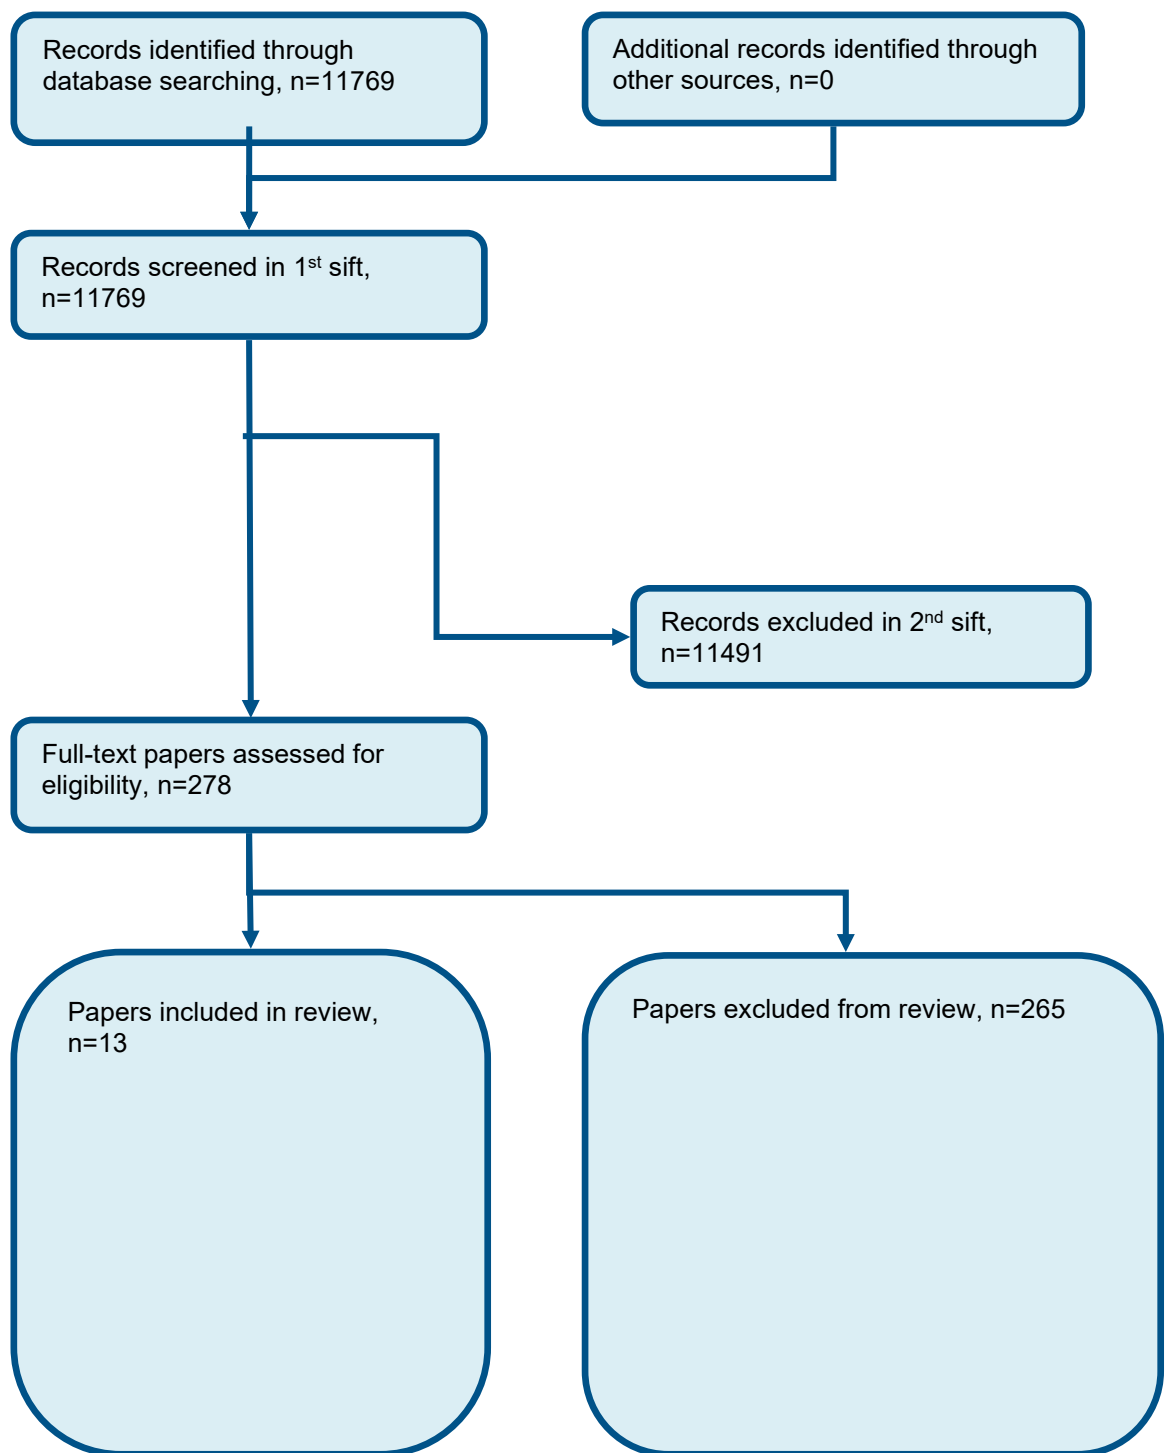 Records identified through
database searching, n=11769
Additional records identified through
other sources, n=0
Records screened in 1st sift,
n=11769
Records excluded in 2nd sift,
n=11491
Full-text papers assessed for
eligibility, n=278
Papers included in review,
n=13
Papers excluded from review, n=265